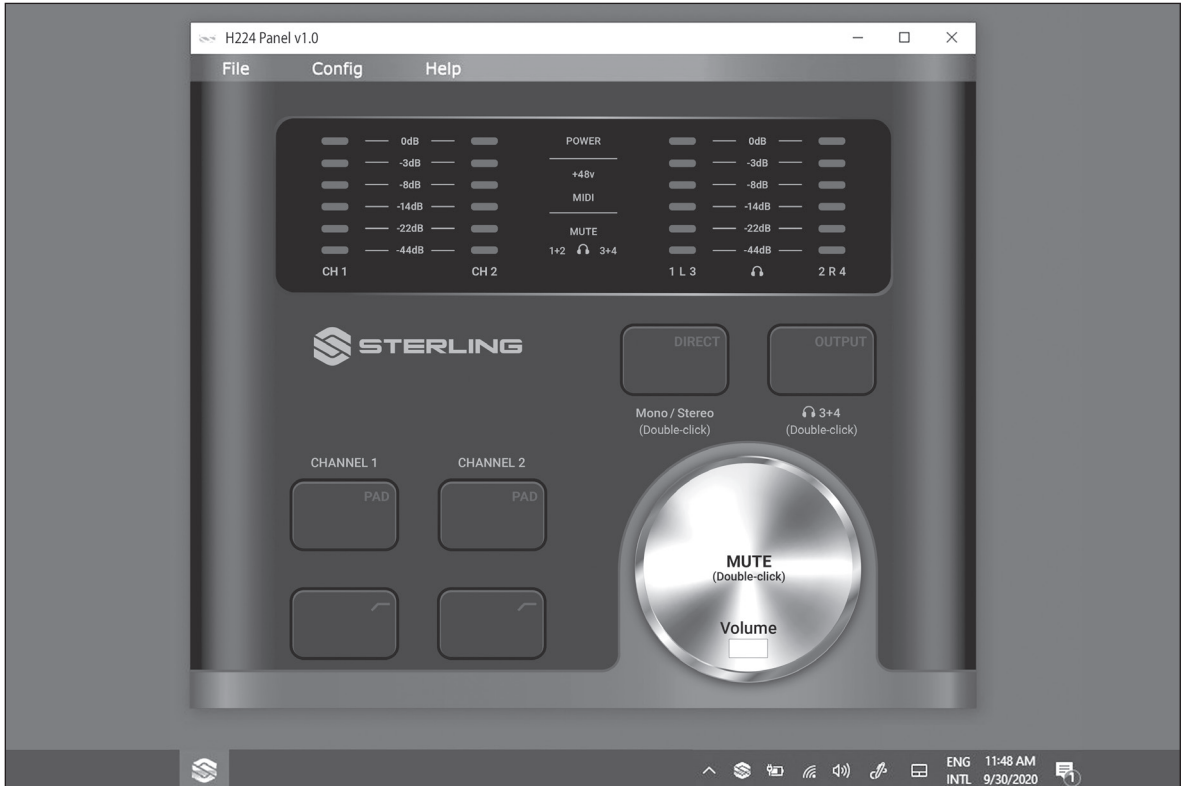 H224 Panel v1.0
File Config Help
0dB
-3dB
-8dB
-14dB
-22dB
-44dB
CH 1 CH 2
POWER
+48v
MIDI
MUTE
1+2 3+4
0dB
-3dB
-8dB
-14dB
-22dB
-44dB
1 L 3 2 R 4
STERLING
DIRECT OUTPUT
Mono / Stereo 3+4
(Double-click) (Double-click)
CHANNEL 1 CHANNEL 2
PAD PAD
MUTE
(Double-click)
Volume
ENG 11:48 AM
INTL 9/30/2020
1